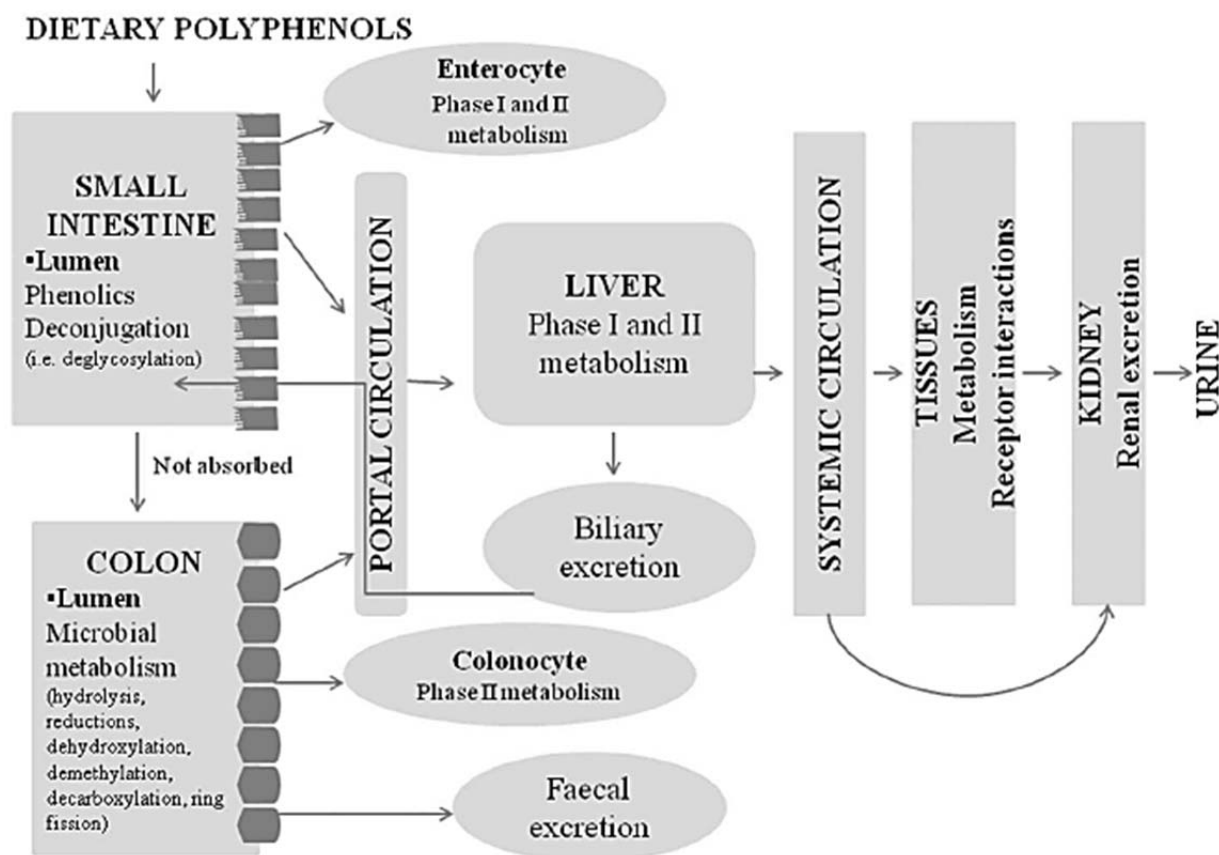 DIETARY POLYPHENOLS
Enterocyte
Phase I and II
metabolism
SMALL
INTESTINE
▪Lumen
Phenolics
Deconjugation
(i.e. deglycosylation)
Not absorbed
COLON
▪Lumen
Microbial
metabolism
(hydrolysis,
reductions,
dehydroxylation,
demethylation,
decarboxylation, ring
fission)
PORTAL CIRCULATION
LIVER
Phase I and II
metabolism
Biliary
excretion
Colonocyte
Phase II metabolism
Faecal
excretion
SYSTEMIC CIRCULATION
TISSUES
Metabolism
Receptor interactions
KIDNEY
Renal excretion
URINE